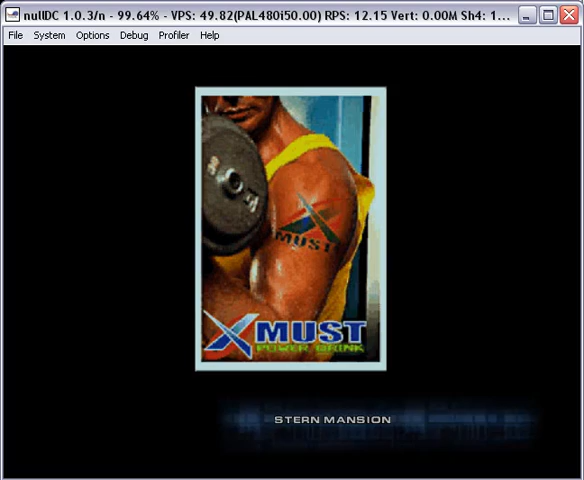 nullDC 1.0.3/n - 99.64% - VPS: 49.82(PAL480i50.00) RPS: 12.15 Vert: 0.00M Sh4: 1...
File System Options Debug Profiler Help
MUST
XMUST
POWER DRINK
STERN MANSION